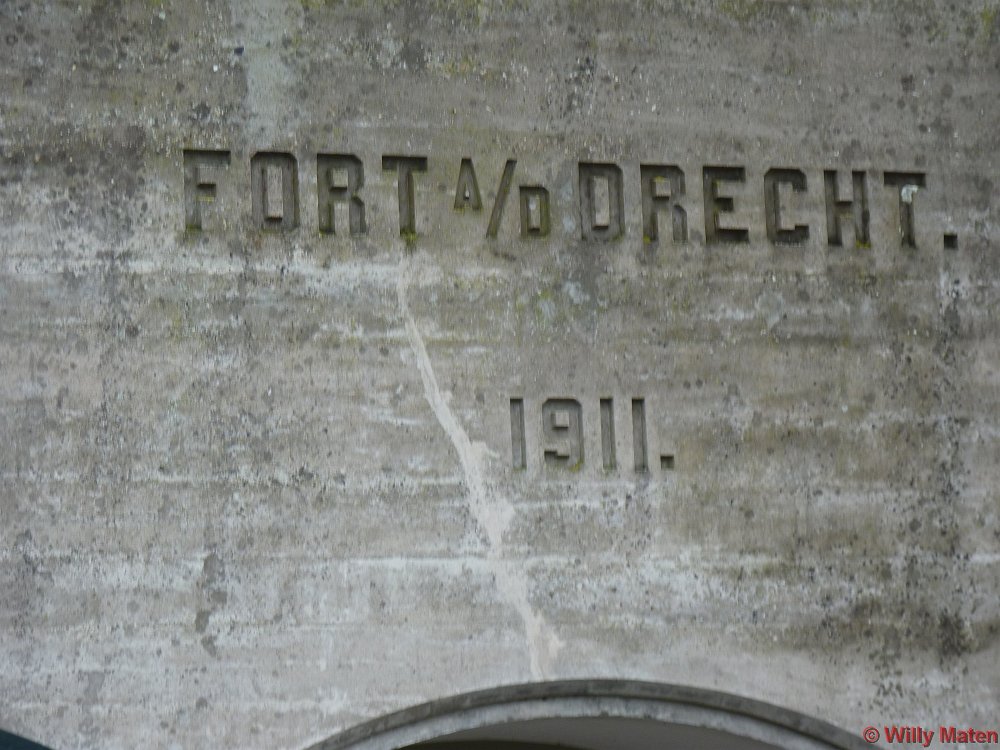 FORT A/D DRECHT.
1911.
© Willy Maten